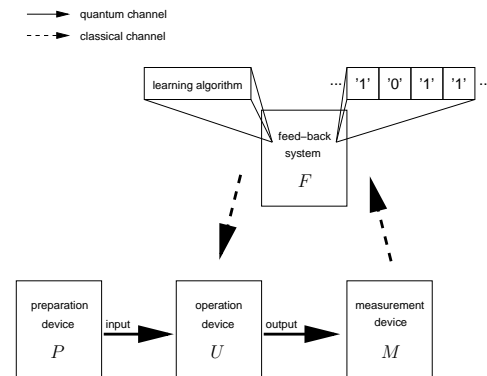 quantum channel
classical channel
learning algorithm
... '1' '0' '1' '1' ..
feed-back
system
F
preparation
device
P
input
operation
device
U
output
measurement
device
M